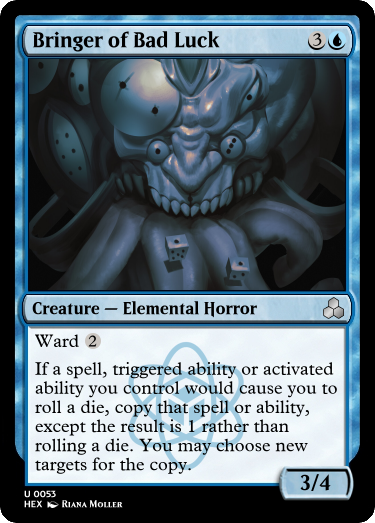 Bringer of Bad Luck 3
Creature — Elemental Horror
Ward 2
If a spell, triggered ability or activated
ability you control would cause you to
roll a die, copy that spell or ability,
except the result is 1 rather than
rolling a die. You may choose new
targets for the copy.
3/4
U 0053
HEX Riana Moller